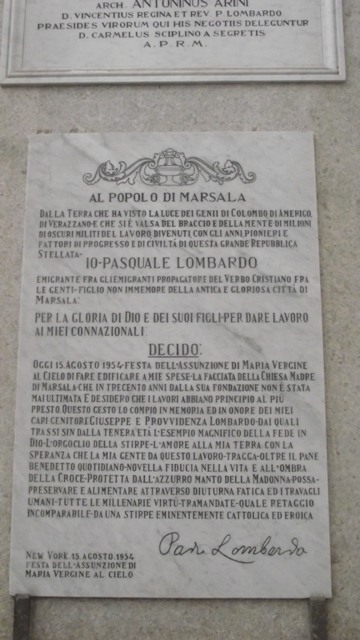 ARCH. ANTONINUS ARINI
D. VINCENTIUS REGINA ET REV. P. LOMBARDO
PRAESIDES VIRORUM QUI HIS NEGOTIIS DELEGUNTUR
D. CARMELUS SCIPLINO A SECRETIS
A. P. R. M.
AL POPOLO DI MARSALA
DALLA TERRA CHE HA VISTO LA LUCE DEI GENII DI COLOMBO DI AMERIGO,
DI VERAZZANO-E CHE SI È VALSA DEL BRACCIO E DELLA MENTE DI MILIONI
DI OSCURI MILITI DEL LAVORO DIVENUTI CON GLI ANNI PIONIERI E
FATTORI DI PROGRESSO E DI CIVILTÀ DI QUESTA GRANDE REPUBBLICA
STELLATA-
IO-PASQUALE LOMBARDO
EMIGRANTE FRA GLI EMIGRANTI PROPAGATORE DEL VERBO CRISTIANO FRA
LE GENTI-FIGLIO NON IMMEMORE DELLA ANTICA E GLORIOSA CITTÀ DI
MARSALA:
PER LA GLORIA DI DIO E DEI SUOI FIGLI-PER DARE LAVORO
AI MIEI CONNAZIONALI
DECIDO:
OGGI 15 AGOSTO 1954-FESTA DELL'ASSUNZIONE DI MARIA VERGINE
AL CIELO DI FARE EDIFICARE A MIE SPESE-LA FACCIATA DELLA CHIESA MADRE
DI MARSALA-CHE IN TRECENTO ANNI DALLA SUA FONDAZIONE NON È STATA
MAI ULTIMATA E DESIDERO CHE I LAVORI ABBIANO PRINCIPIO AL PIÙ
PRESTO QUESTO GESTO LO COMPIO IN MEMORIA ED IN ONORE DEI MIEI
CARI GENITORI GIUSEPPE E PROVVIDENZA LOMBARDO-DAI QUALI
TRASSI SIN DALLA TENERA ETÀ L'ESEMPIO MAGNIFICO DELLA FEDE IN
DIO-L'ORGOGLIO DELLA STIRPE-L'AMORE ALLA MIA TERRA CON LA
SPERANZA CHE LA MIA GENTE DA QUESTO LAVORO-TRAGGA-OLTRE IL PANE
BENEDETTO QUOTIDIANO-NOVELLA FIDUCIA NELLA VITA E ALL'OMBRA
DELLA CROCE-PROTETTA DALL'AZZURRO MANTO DELLA MADONNA-POSSA-
PRESERVARE E ALIMENTARE ATTRAVERSO DIUTURNA FATICA ED I TRAVAGLI
UMANI-TUTTE LE MILLENARIE VIRTÙ-TRAMANDATE-QUALE RETAGGIO
INCOMPARABILE-DA UNA STIRPE EMINENTEMENTE CATTOLICA ED EROICA
NEW YORK 15 AGOSTO 1954
FESTA DELL'ASSUNZIONE DI
MARIA VERGINE AL CIELO
Lombardo